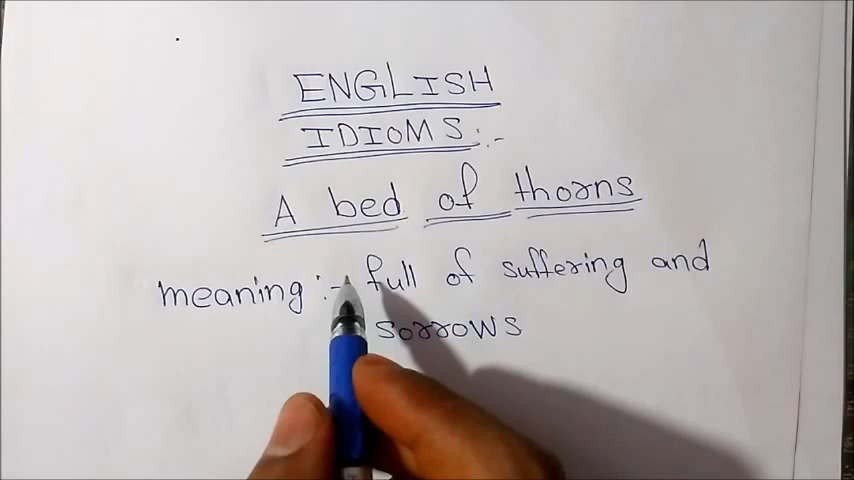 ENGLISH
IDIOMS:-
A bed of thorns
meaning:- full of suffering and
sorrows